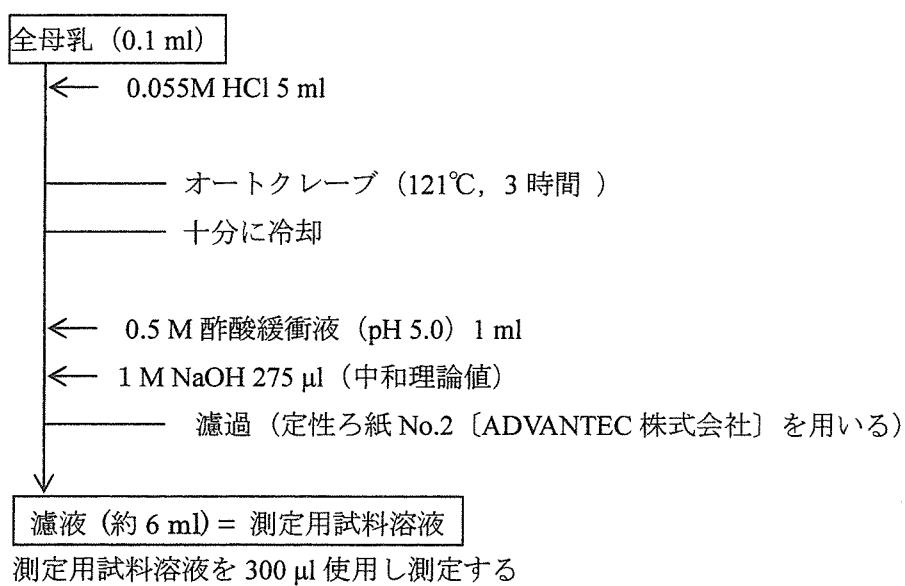 全母乳（0.1 ml）
0.055M HCl 5 ml
オートクレーブ（121℃, 3 時間 ）
十分に冷却
0.5 M 酢酸緩衝液（pH 5.0）1 ml
1 M NaOH 275 μl（中和理論値）
濾過（定性ろ紙 No.2〔ADVANTEC 株式会社〕を用いる）
濾液 (約 6 ml) = 測定用試料溶液
測定用試料溶液を 300 μl 使用し測定する